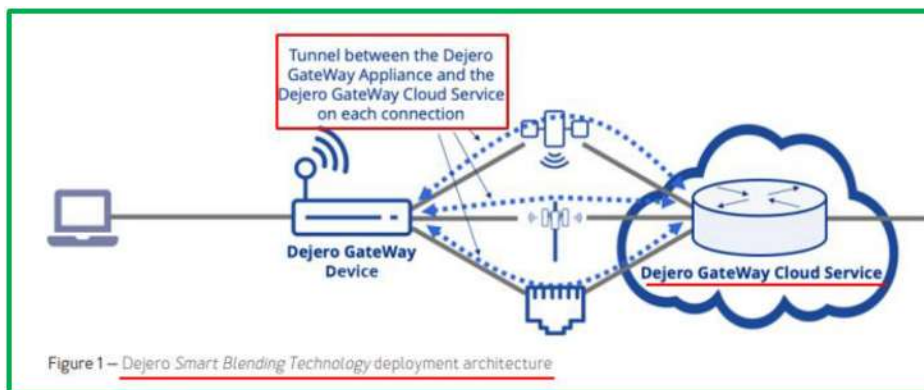 Tunnel between the Dejero
GateWay Appliance and the
Dejero GateWay Cloud Service
on each connection
Dejero GateWay
Device
Dejero GateWay Cloud Service
Figure 1 — Dejero Smart Blending Technology deployment architecture